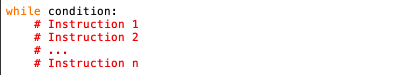 while condition:
    # Instruction 1
    # Instruction 2
    # ...
    # Instruction n